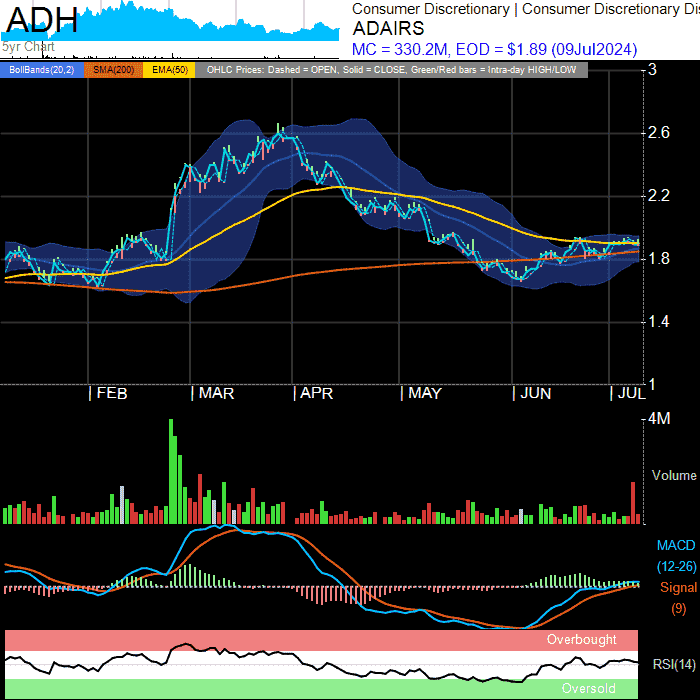 ADH
Consumer Discretionary | Consumer Discretionary Dis
ADAIRS
5yr Chart
MC = 330.2M, EOD = $1.89 (09Jul2024)
BollBands(20,2) SMA(200) EMA(50) OHLC Prices: Dashed = OPEN, Solid = CLOSE, Green/Red bars = Intra-day HIGH/LOW
3
2.6
2.2
1.8
1.4
1
| FEB | MAR | APR | MAY | JUN | JUL
4M
Volume
MACD
(12-26)
Signal
(9)
Overbought
RSI(14)
Oversold